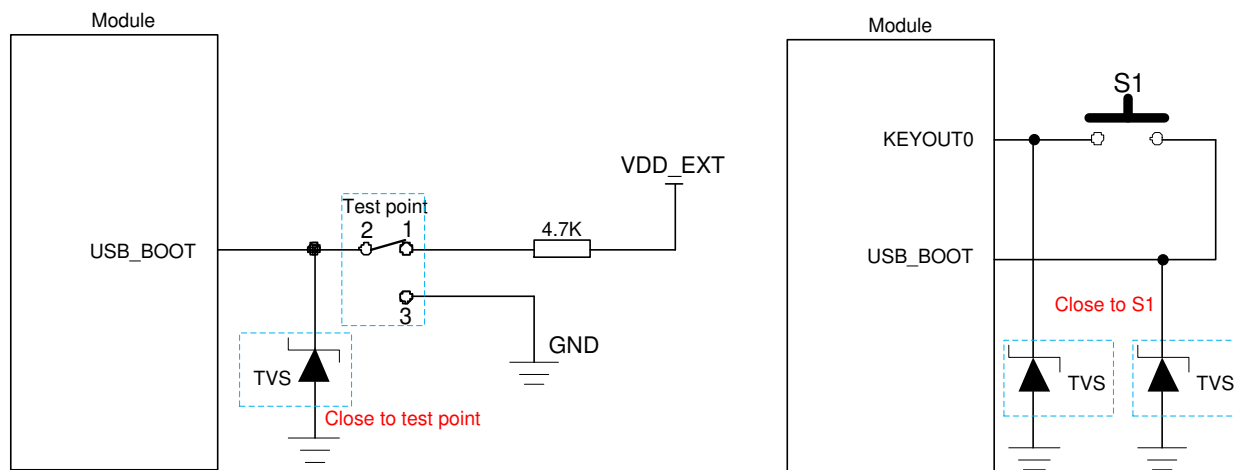 Module
USB_BOOT
Test point
2
1
3
4.7K
VDD_EXT
GND
TVS
Close to test point
Module
S1
KEYOUT0
USB_BOOT
Close to S1
TVS
TVS